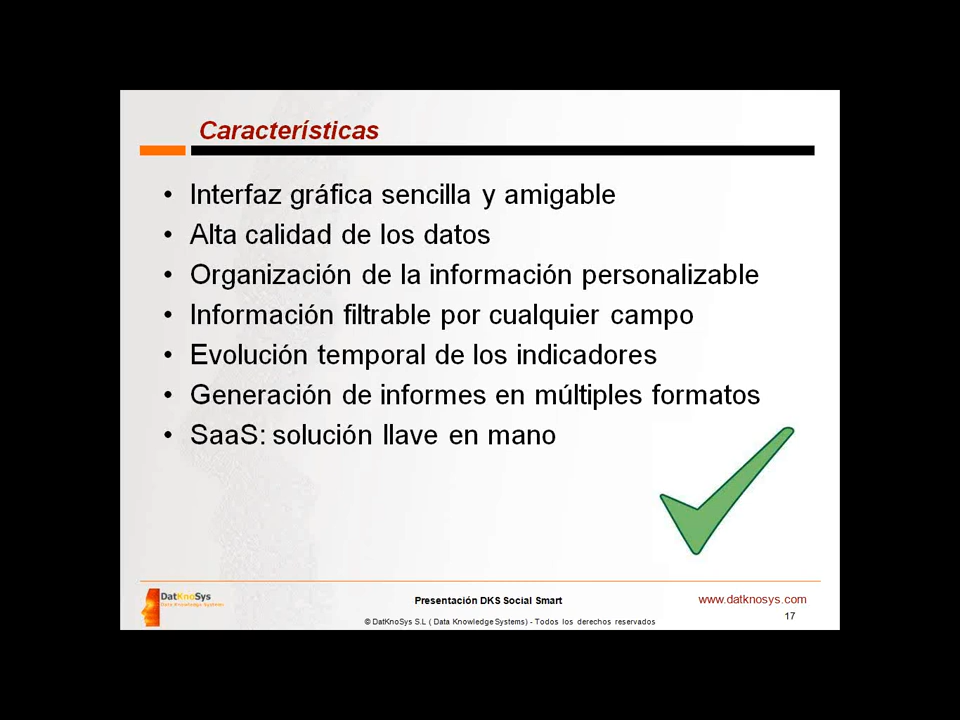 Características
• Interfaz gráfica sencilla y amigable
• Alta calidad de los datos
• Organización de la información personalizable
• Información filtrable por cualquier campo
• Evolución temporal de los indicadores
• Generación de informes en múltiples formatos
• SaaS: solución llave en mano
DatKnoSys
Data Knowledge Systems
Presentación DKS Social Smart
www.datknosys.com
© DatKnoSys S.L ( Data Knowledge Systems) - Todos los derechos reservados
17